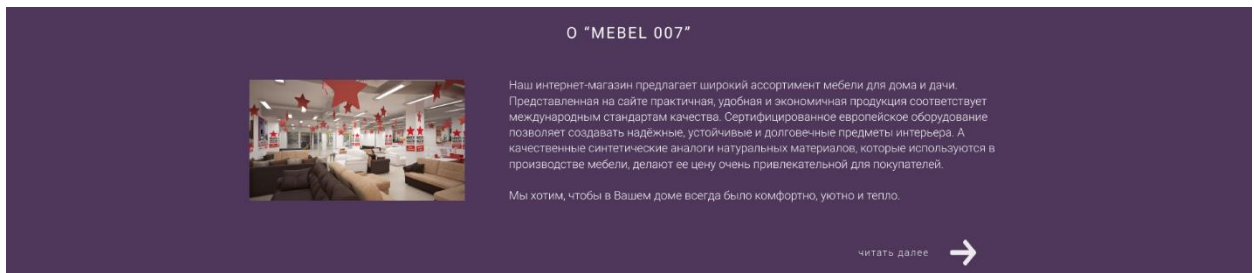 О “MEBEL 007”
Наш интернет-магазин предлагает широкий ассортимент мебели для дома и дачи.
Представленная на сайте практичная, удобная и экономичная продукция соответствует
международным стандартам качества. Сертифицированное европейское оборудование
позволяет создавать надёжные, устойчивые и долговечные предметы интерьера. А
качественные синтетические аналоги натуральных материалов, которые используются в
производстве мебели, делают ее цену очень привлекательной для покупателей.
Мы хотим, чтобы в Вашем доме всегда было комфортно, уютно и тепло.
читать далее